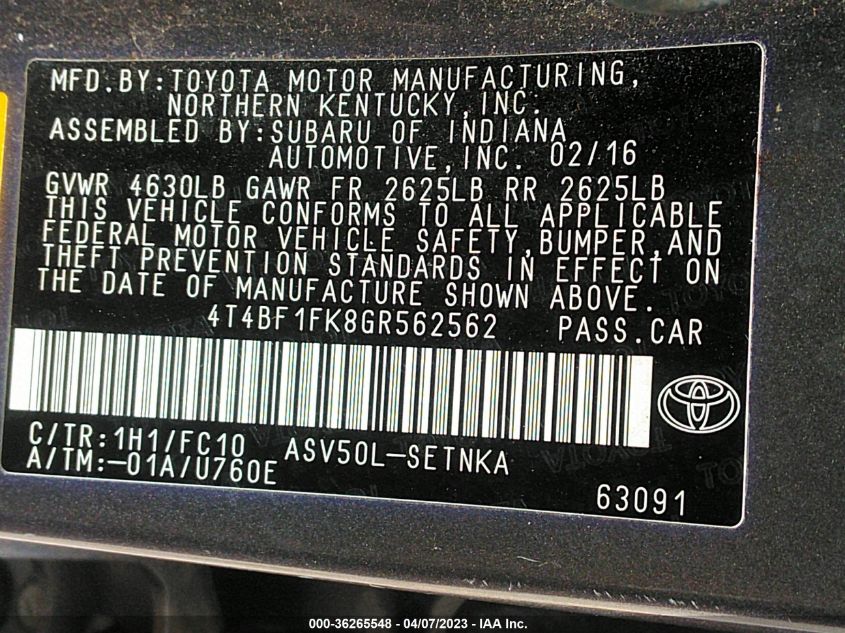 MFD.BY:TOYOTA MOTOR MANUFACTURING,
NORTHERN KENTUCKY,INC.
ASSEMBLED BY:SUBARU OF INDIANA
AUTOMOTIVE,INC. 02/16
GVWR 4630LB GAWR FR 2625LB RR 2625LB
THIS VEHICLE CONFORMS TO ALL APPLICABLE
FEDERAL MOTOR VEHICLE SAFETY,BUMPER,AND
THEFT PREVENTION STANDARDS IN EFFECT ON
THE DATE OF MANUFACTURE SHOWN ABOVE.
4T4BF1FK8GR562562 PASS.CAR
C/TR:1H1/FC10 ASV50L-SETNKA
A/TM:-01A/U760E
63091
000-36265548 - 04/07/2023 - IAA Inc.